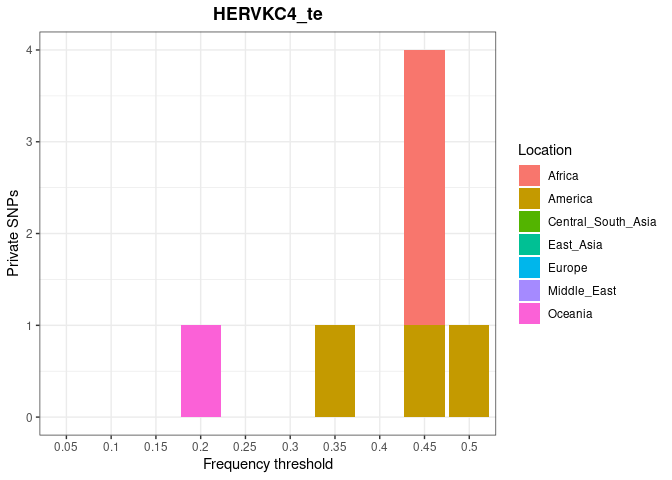 HERVKC4_te
Private SNPs
4
3
2
1
0
0.05 0.1 0.15 0.2 0.25 0.3 0.35 0.4 0.45 0.5
Frequency threshold
Location
Africa
America
Central_South_Asia
East_Asia
Europe
Middle_East
Oceania